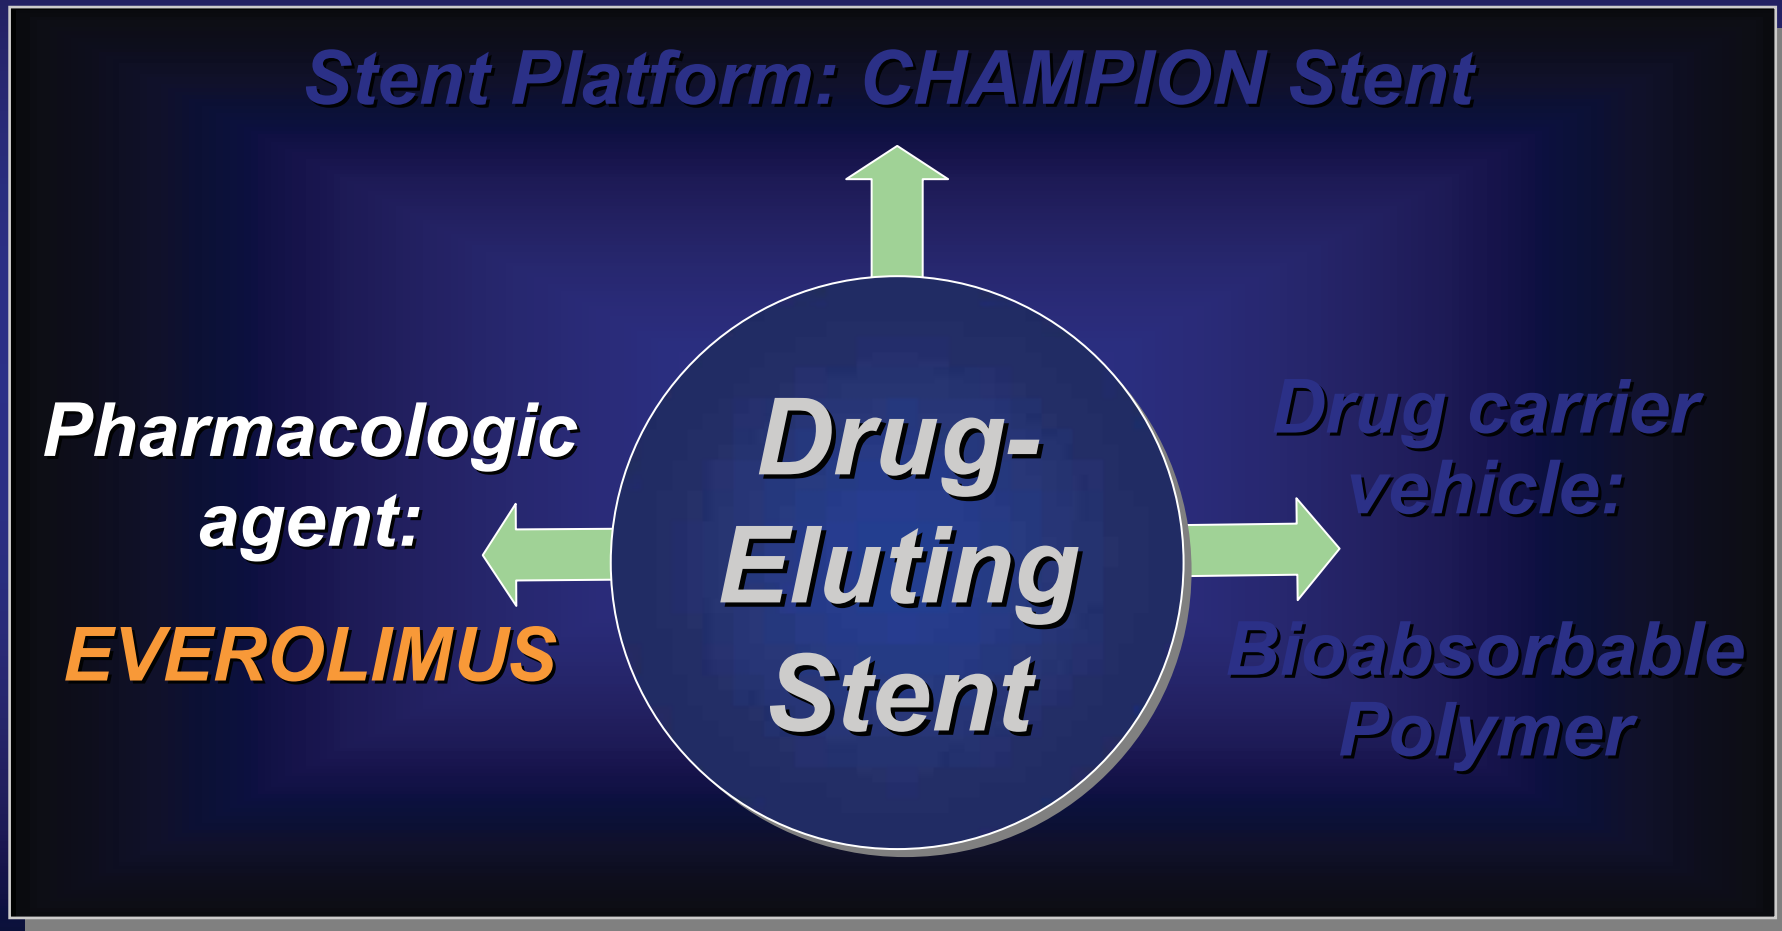 Stent Platform: CHAMPION Stent
Pharmacologic
agent:
EVEROLIMUS
Drug-
Eluting
Stent
Drug carrier
vehicle:
Bioabsorbable
Polymer